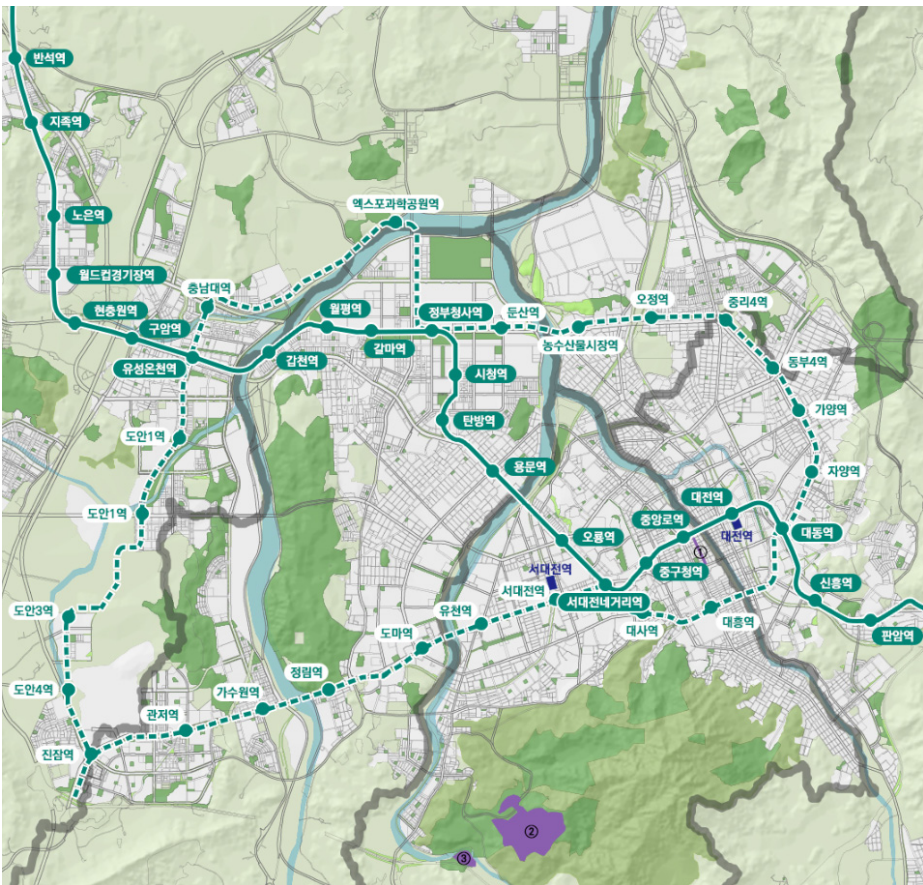 반석역
지족역
노은역
엑스포과학공원역
월드컵경기장역
충남대역
월평역
정부청사역
둔산역
오정역
중리4역
현충원역
구암역
갑천역
갈마역
농수산물시장역
유성온천역
시청역
동부4역
도안1역
탄방역
가양역
용문역
자양역
도안1역
대전역
중앙로역
대전역
대동역
오룡역
①
서대전역
중구청역
신흥역
서대전역
서대전네거리역
유천역
도안3역
대사역
대흥역
판암역
도마역
정림역
도안4역
가수원역
관저역
진잠역
②
③